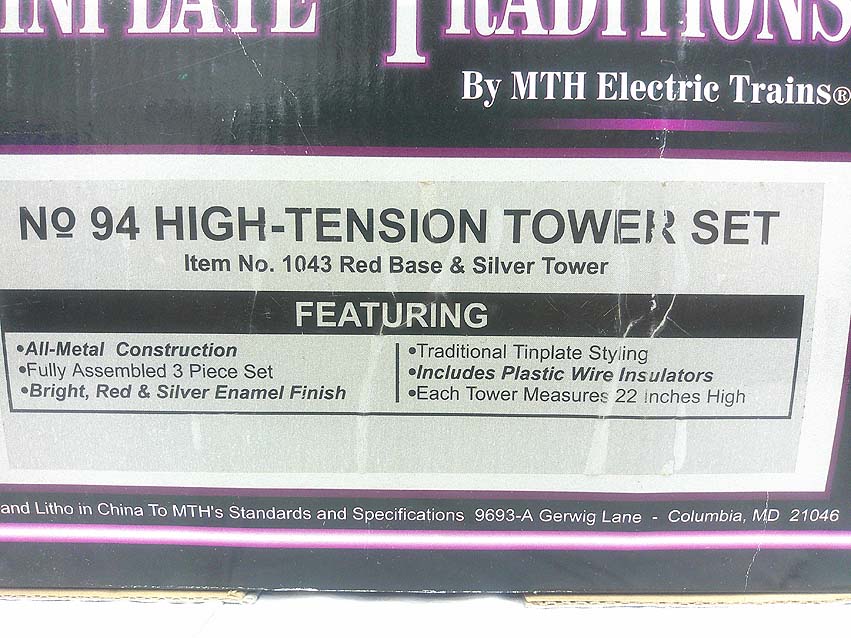 INPLATE TRADITIONS
By MTH Electric Trains®
Nº 94 HIGH-TENSION TOWER SET
Item No. 1043 Red Base & Silver Tower
FEATURING
•All-Metal Construction
•Fully Assembled 3 Piece Set
•Bright, Red & Silver Enamel Finish
•Traditional Tinplate Styling
•Includes Plastic Wire Insulators
•Each Tower Measures 22 Inches High
and Litho in China To MTH's Standards and Specifications 9693-A Gerwig Lane - Columbia, MD 21046